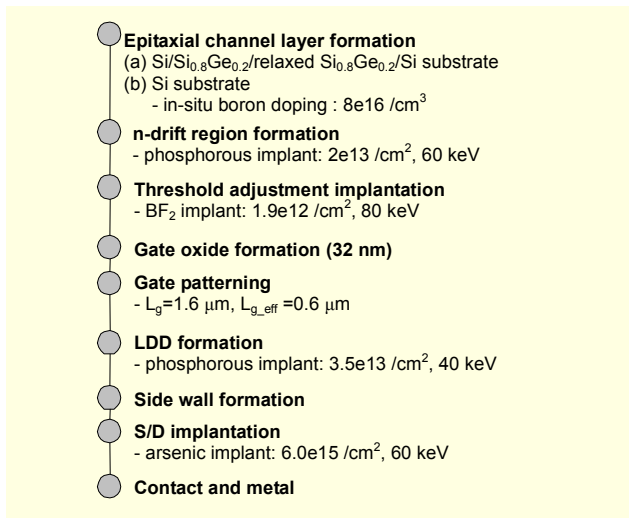 Epitaxial channel layer formation
(a) Si/Si0.8Ge0.2/relaxed Si0.8Ge0.2/Si substrate
(b) Si substrate
- in-situ boron doping : 8e16 /cm3
n-drift region formation
- phosphorous implant: 2e13 /cm2, 60 keV
Threshold adjustment implantation
- BF2 implant: 1.9e12 /cm2, 80 keV
Gate oxide formation (32 nm)
Gate patterning
- Lg=1.6 μm, Lg_eff =0.6 μm
LDD formation
- phosphorous implant: 3.5e13 /cm2, 40 keV
Side wall formation
S/D implantation
- arsenic implant: 6.0e15 /cm2, 60 keV
Contact and metal